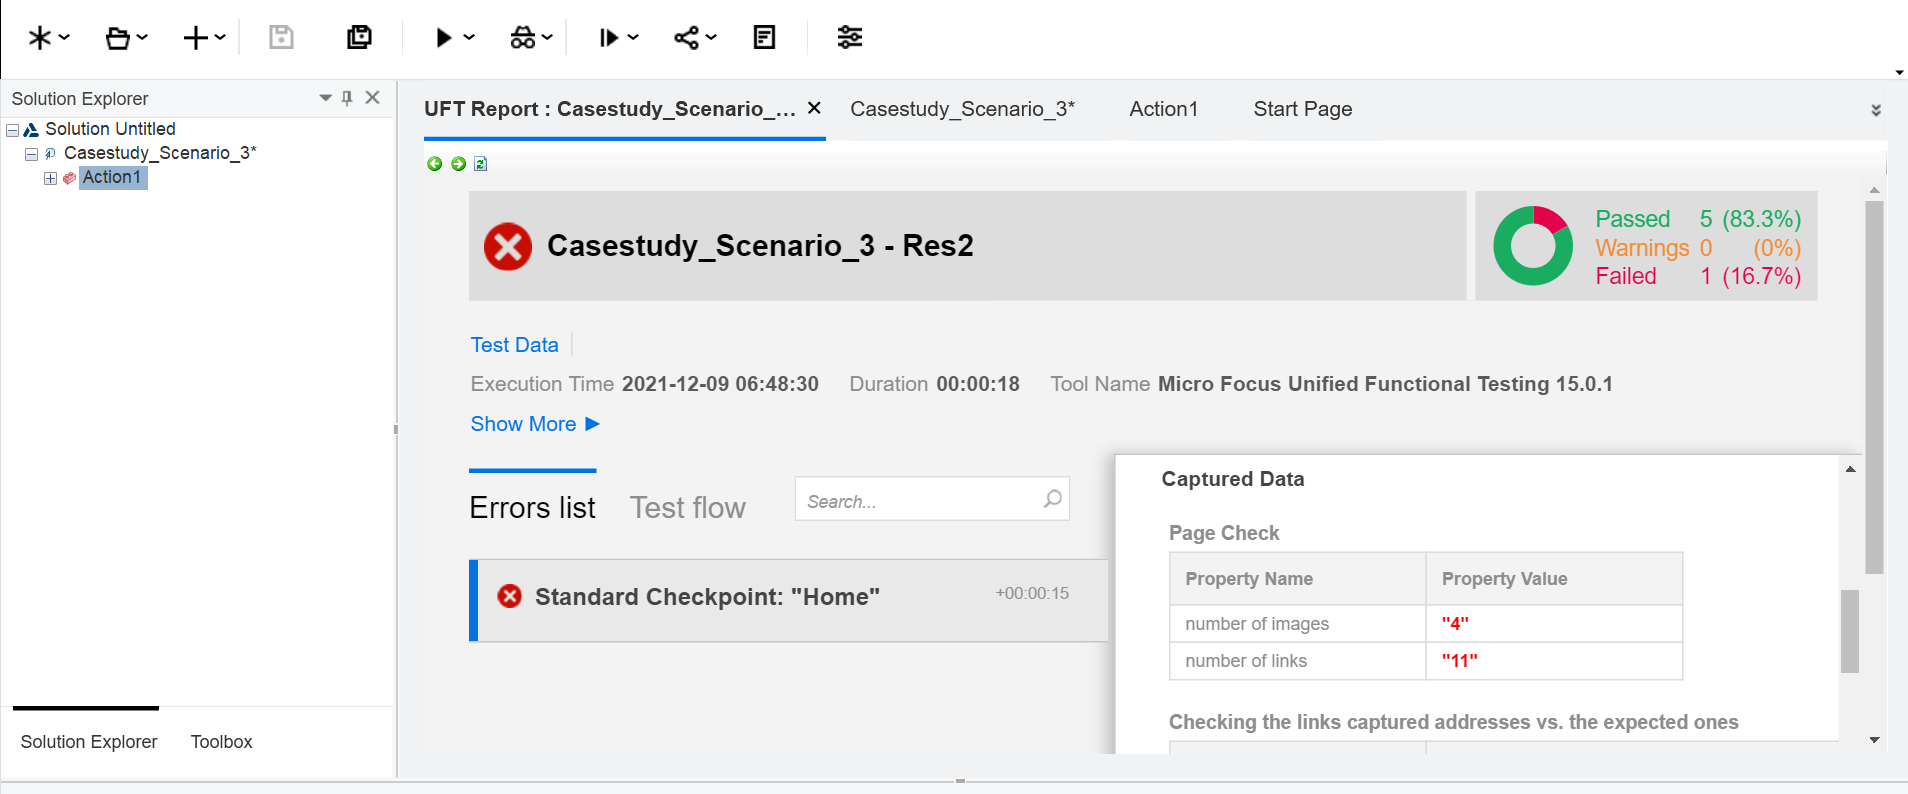 Solution Explorer
Solution Untitled
Casestudy_Scenario_3*
Action1
Solution Explorer
Toolbox
UFT Report : Casestudy_Scenario_...
Casestudy_Scenario_3*
Action1
Start Page
Casestudy_Scenario_3 - Res2
Passed 5 (83.3%)
Warnings 0 (0%)
Failed 1 (16.7%)
Test Data
Execution Time 2021-12-09 06:48:30 Duration 00:00:18 Tool Name Micro Focus Unified Functional Testing 15.0.1
Show More
Errors list
Test flow
Search...
Standard Checkpoint: "Home"
+00:00:15
Captured Data
Page Check
Property Name Property Value
number of images "4"
number of links "11"
Checking the links captured addresses vs. the expected ones